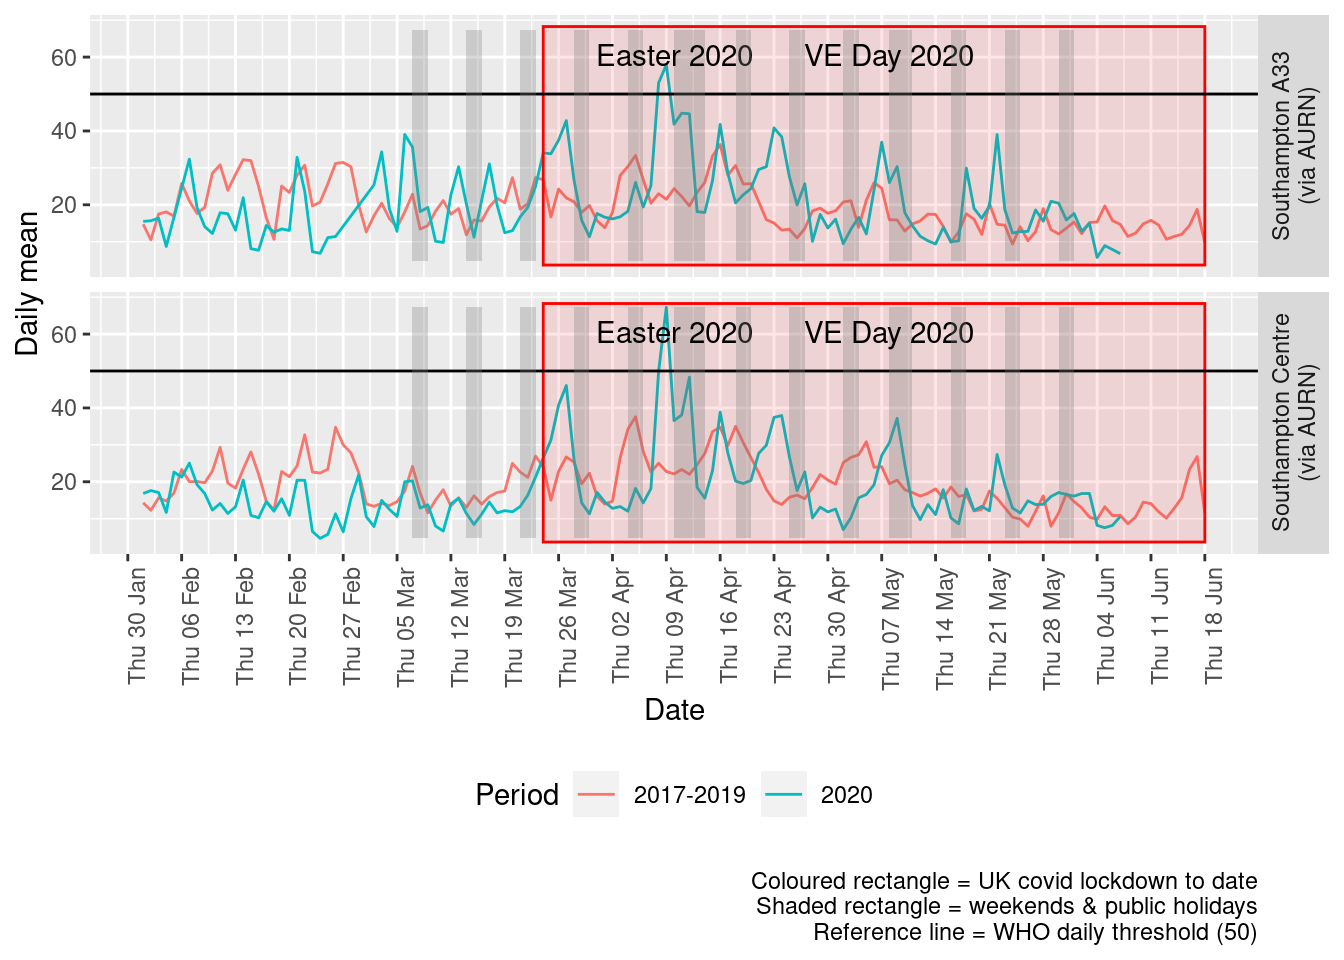 Daily mean
60
40
20
Easter 2020
VE Day 2020
Southampton A33
(via AURN)
60
40
20
Easter 2020
VE Day 2020
Southampton Centre
(via AURN)
Thu 30 Jan
Thu 06 Feb
Thu 13 Feb
Thu 20 Feb
Thu 27 Feb
Thu 05 Mar
Thu 12 Mar
Thu 19 Mar
Thu 26 Mar
Thu 02 Apr
Thu 09 Apr
Thu 16 Apr
Thu 23 Apr
Thu 30 Apr
Thu 07 May
Thu 14 May
Thu 21 May
Thu 28 May
Thu 04 Jun
Thu 11 Jun
Thu 18 Jun
Date
Period
2017-2019
2020
Coloured rectangle = UK covid lockdown to date
Shaded rectangle = weekends & public holidays
Reference line = WHO daily threshold (50)